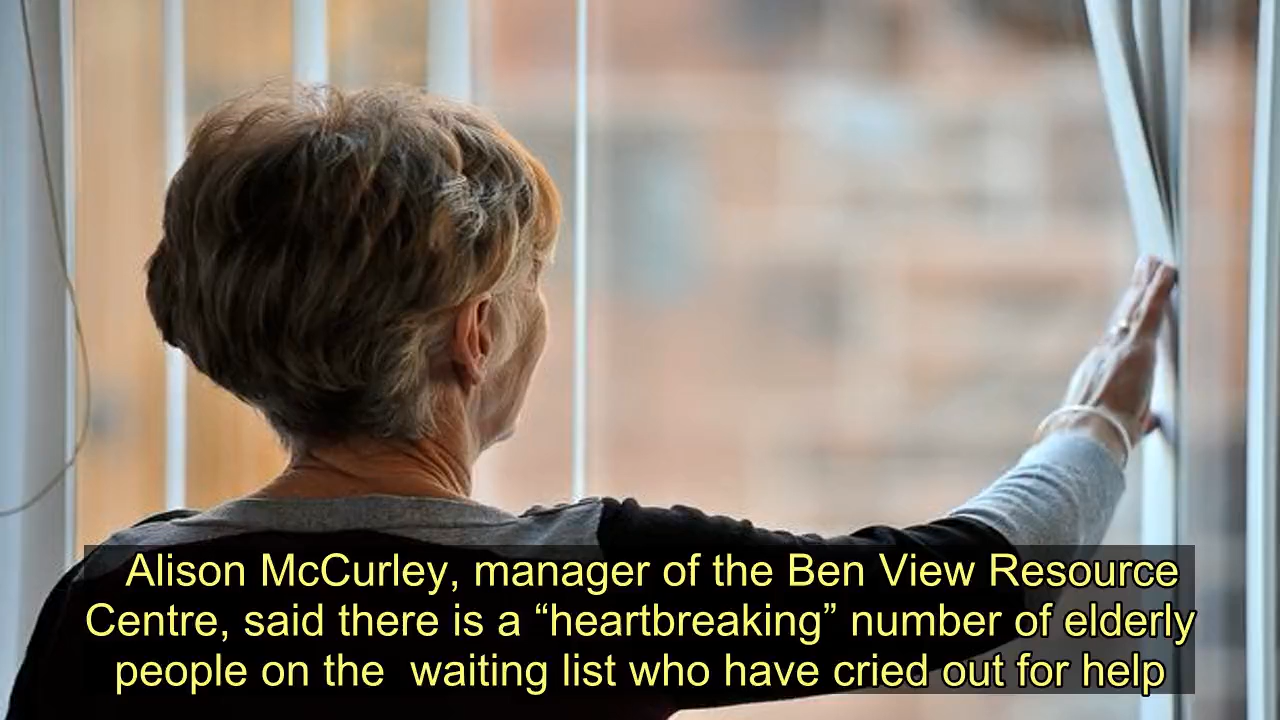 Alison McCurley, manager of the Ben View Resource
Centre, said there is a “heartbreaking” number of elderly
people on the  waiting list who have cried out for help